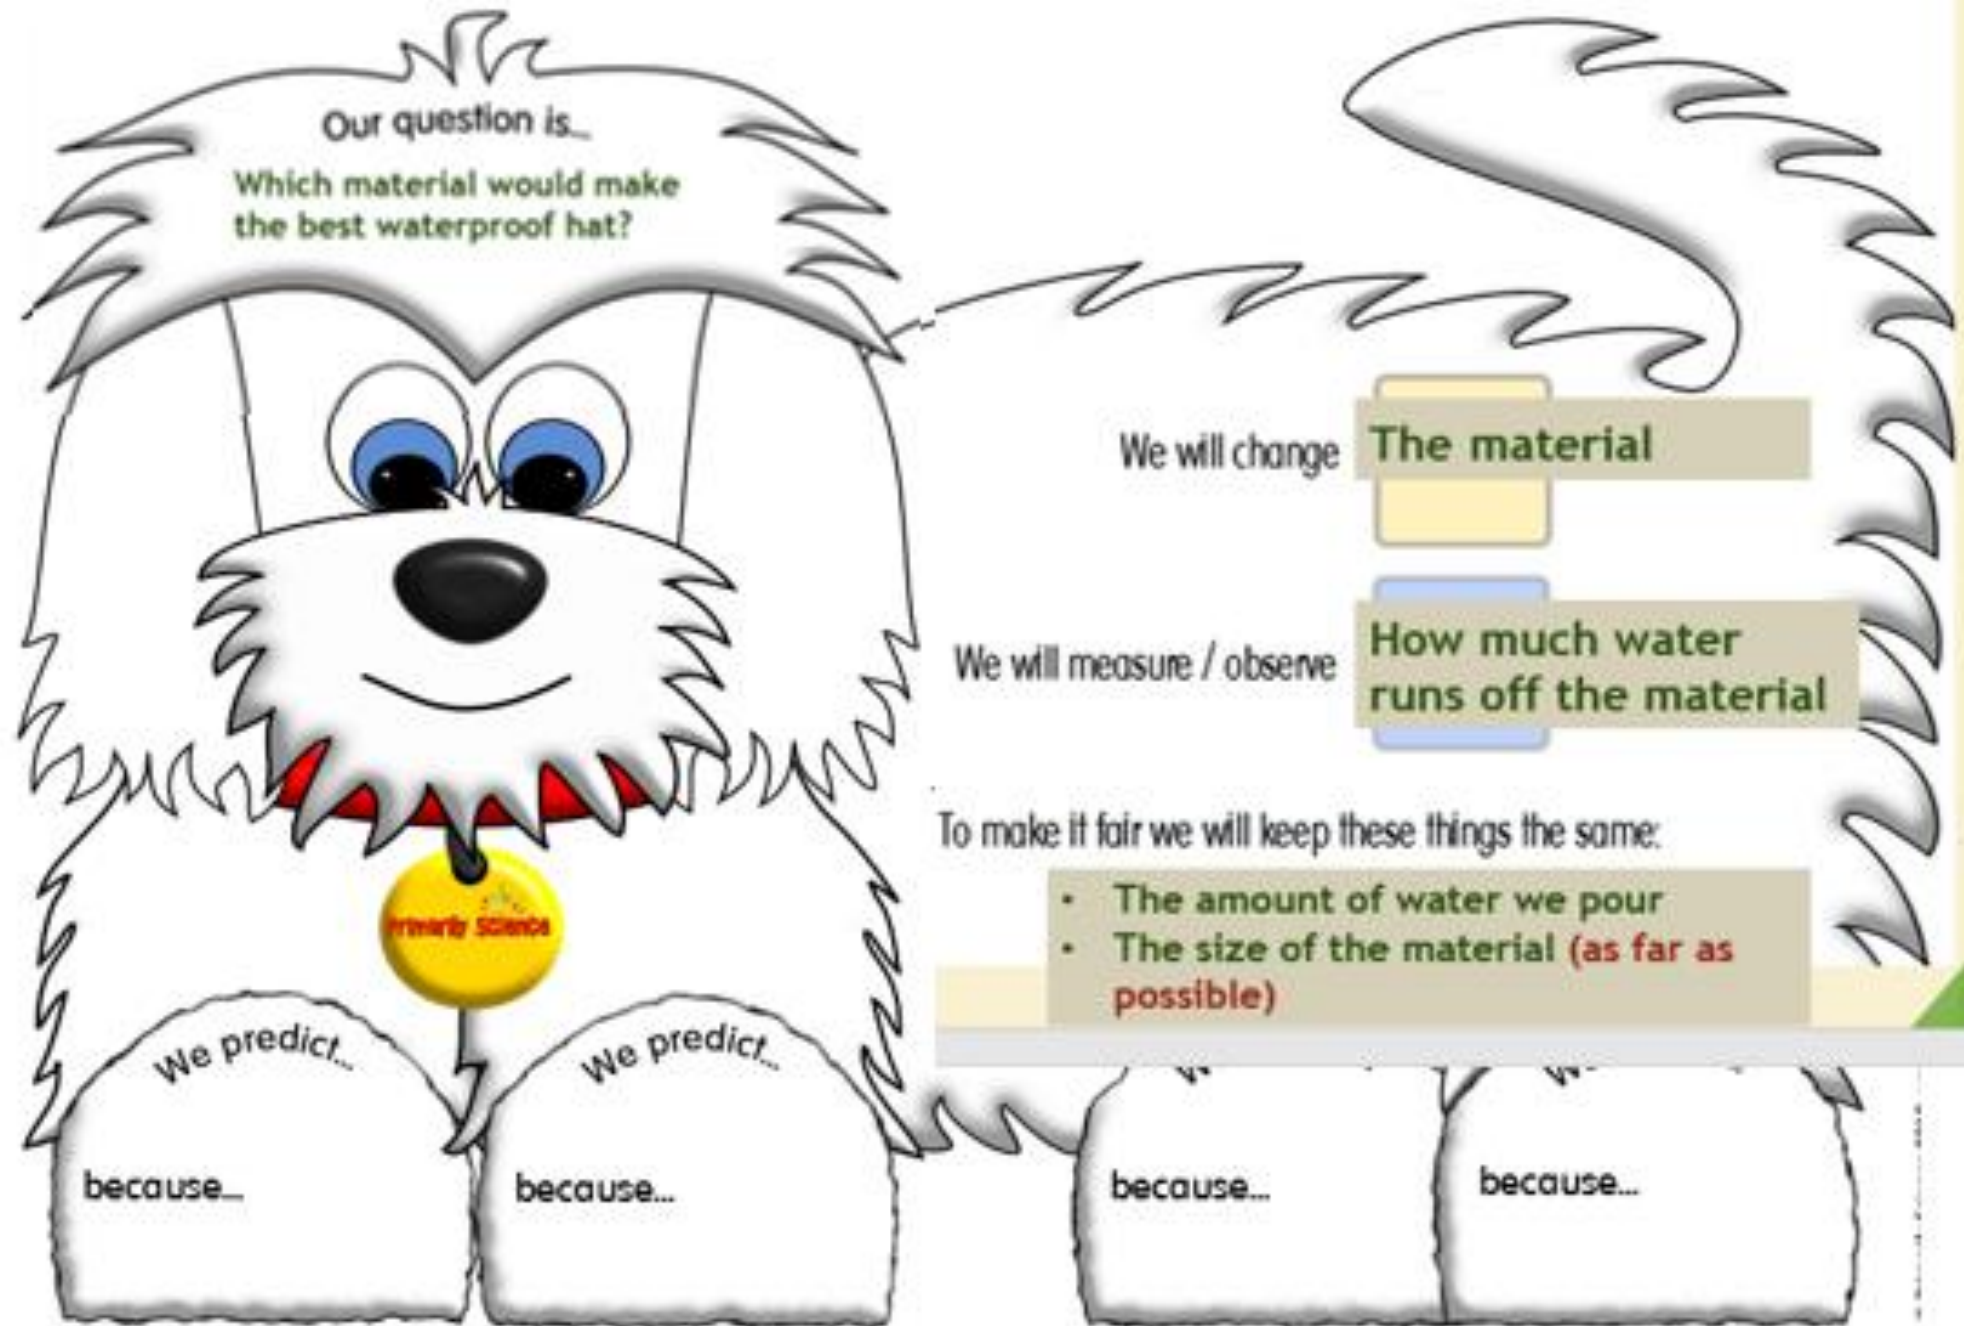 Our question is...
Which material would make
the best waterproof hat?
We will change
The material
We will measure / observe
How much water
runs off the material
To make it fair we will keep these things the same:
• The amount of water we pour
• The size of the material (as far as
possible)
Primarily Science
We predict...
because...
We predict...
because...
because...
because...